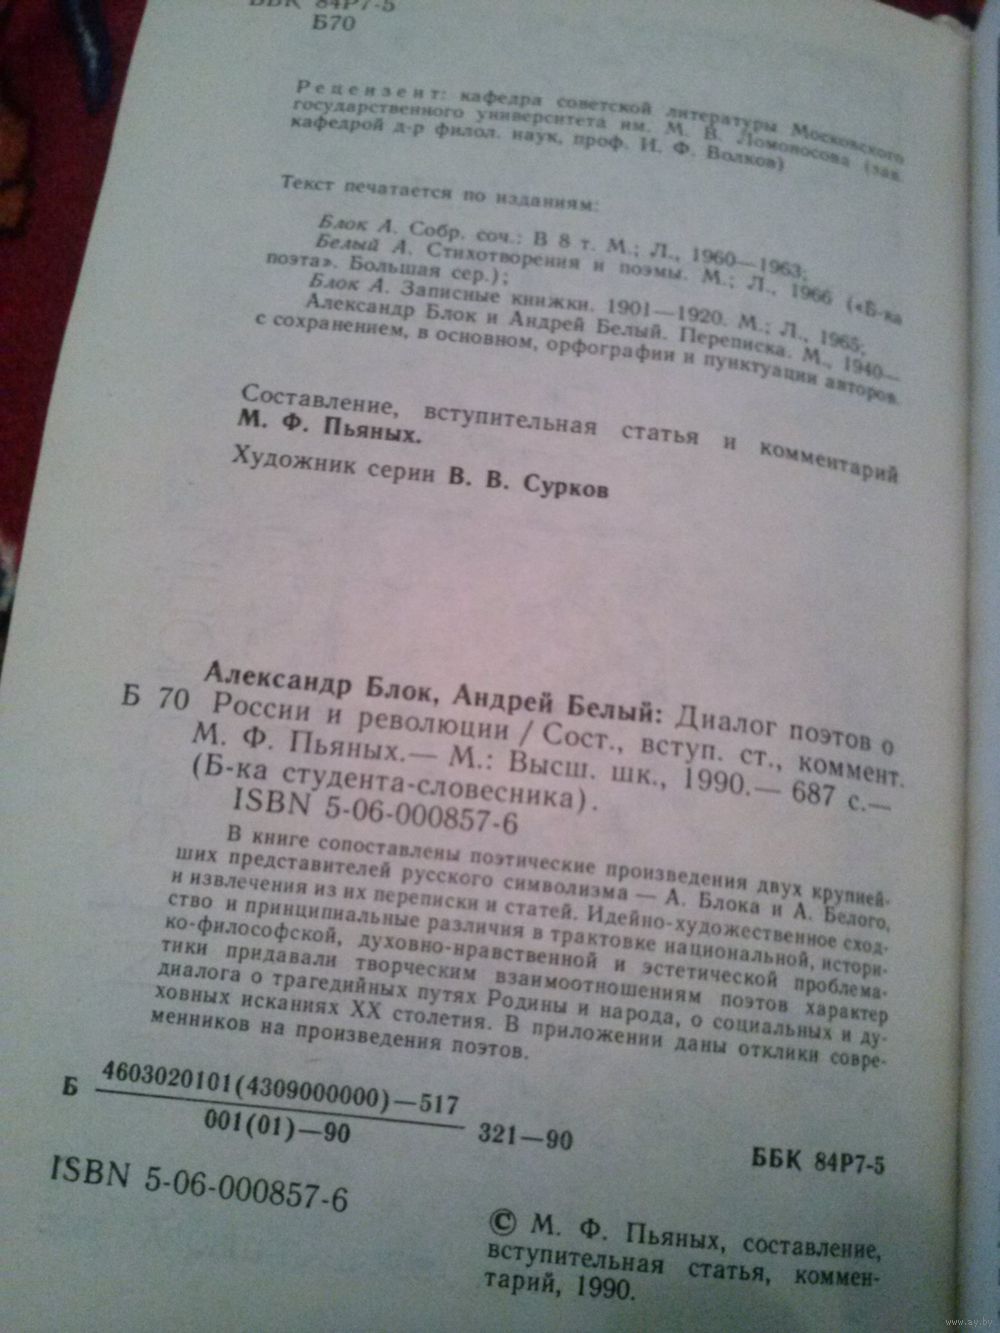 ББК 84Р7-5
Б70
Рецензент: кафедра советской литературы Московского
государственного университета им. М. В. Ломоносова (зав.
кафедрой д-р филол. наук, проф. И. Ф. Волков)
Текст печатается по изданиям:
Блок А. Собр. соч.: В 8 т. М.; Л., 1960—1963;
Белый А. Стихотворения и поэмы. М.; Л., 1966 («Б-ка
поэта». Большая сер.);
Блок А. Записные книжки. 1901—1920. М.; Л., 1965;
Александр Блок и Андрей Белый. Переписка. М., 1940—
с сохранением, в основном, орфографии и пунктуации авторов.
Составление, вступительная статья и комментарий
М. Ф. Пьяных.
Художник серии В. В. Сурков
Александр Блок, Андрей Белый: Диалог поэтов о
Б 70 России и революции / Сост., вступ. ст., коммент.
М. Ф. Пьяных.— М.: Высш. шк., 1990.— 687 с.—
(Б-ка студента-словесника).
ISBN 5-06-000857-6
В книге сопоставлены поэтические произведения двух крупней-
ших представителей русского символизма — А. Блока и А. Белого,
и извлечения из их переписки и статей. Идейно-художественное сход-
ство и принципиальные различия в трактовке национальной, истори-
ко-философской, духовно-нравственной и эстетической проблема-
тики придавали творческим взаимоотношениям поэтов характер
диалога о трагедийных путях Родины и народа, о социальных и ду-
ховных исканиях XX столетия. В приложении даны отклики совре-
менников на произведения поэтов.
Б 4603020101(4309000000)—517
001(01)—90 321—90
ББК 84Р7-5
ISBN 5-06-000857-6
© М. Ф. Пьяных, составление,
вступительная статья, коммен-
тарий, 1990.
www.ay.by